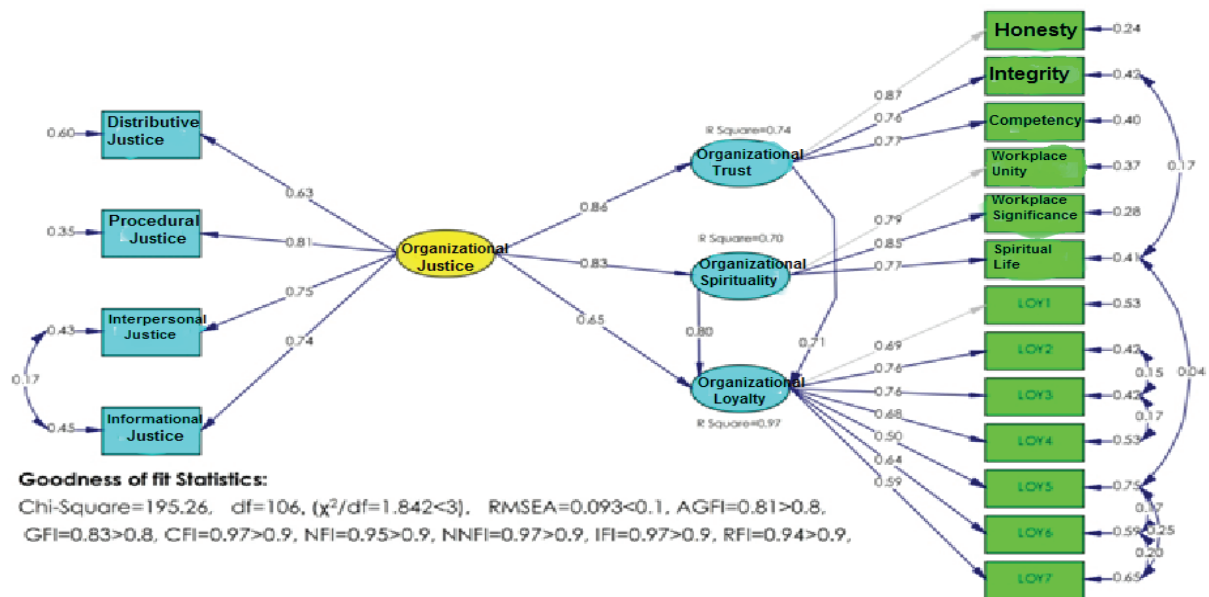 Honesty
0.24
Integrity
0.42
Competency
0.40
Workplace
Unity
0.37
Workplace
Significance
0.28
Spiritual
Life
0.41
LOY1
0.53
LOY2
0.42
LOY3
0.42
LOY4
0.53
LOY5
0.75
LOY6
0.59
LOY7
0.65
0.17
0.04
0.15
0.17
0.17
0.25
0.20
0.87
0.76
0.77
0.79
0.85
0.77
0.69
0.76
0.76
0.68
0.50
0.64
0.59
R Square=0.74
Organizational
Trust
R Square=0.70
Organizational
Spirituality
0.80
0.71
Organizational
Loyalty
R Square=0.97
0.86
0.83
0.65
Organizational
Justice
0.63
0.81
0.75
0.74
0.60
Distributive
Justice
0.35
Procedural
Justice
0.43
Interpersonal
Justice
0.17
0.45
Informational
Justice
Goodness of fit Statistics:
Chi-Square=195.26, df=106, (χ²/df=1.842<3), RMSEA=0.093<0.1, AGFI=0.81>0.8,
GFI=0.83>0.8, CFI=0.97>0.9, NFI=0.95>0.9, NNFI=0.97>0.9, IFI=0.97>0.9, RFI=0.94>0.9,